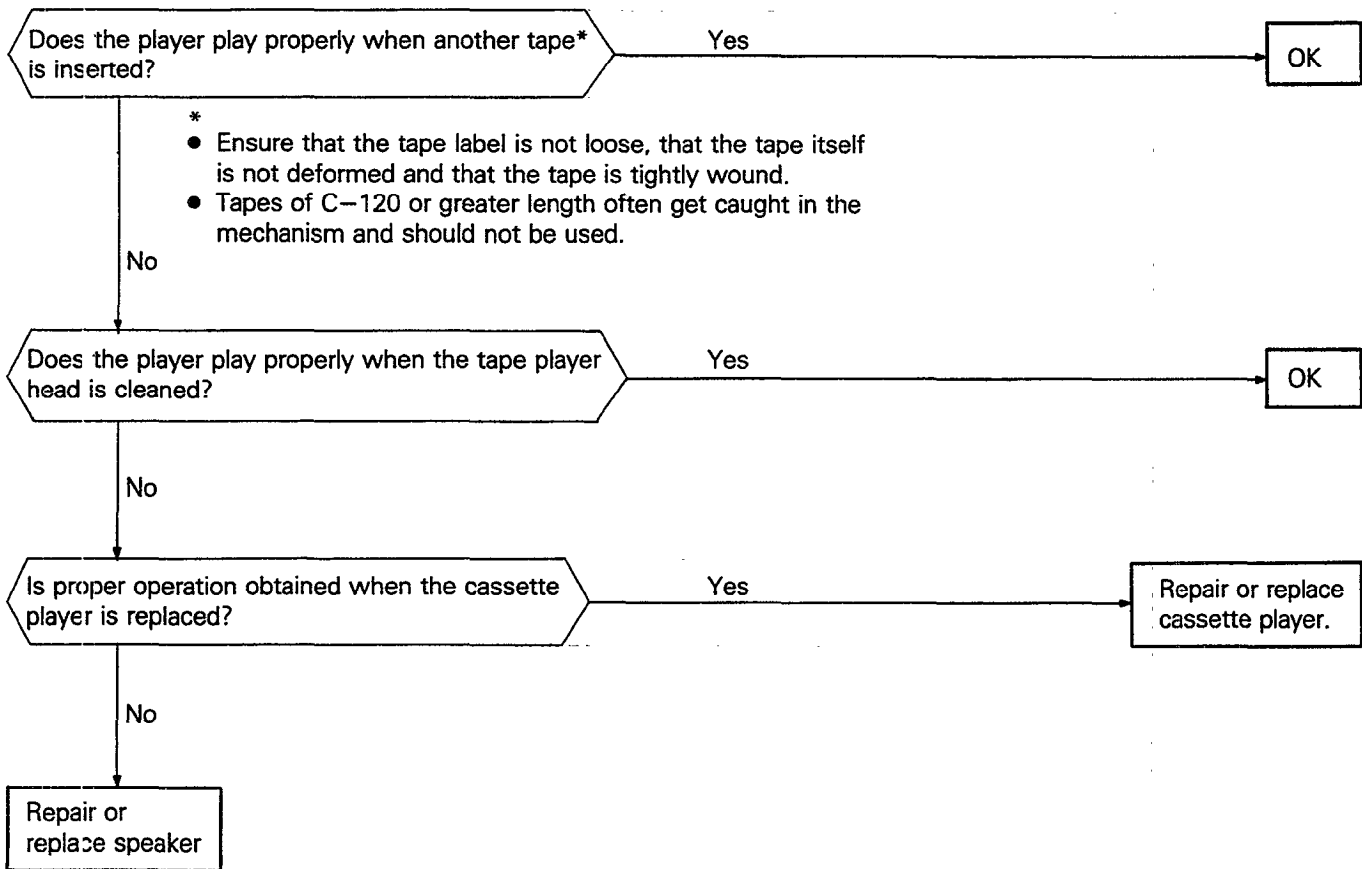 Does the player play properly when another tape*
is inserted?
Yes
OK
*
● Ensure that the tape label is not loose, that the tape itself
is not deformed and that the tape is tightly wound.
● Tapes of C-120 or greater length often get caught in the
mechanism and should not be used.
No
Does the player play properly when the tape player
head is cleaned?
Yes
OK
No
Is proper operation obtained when the cassette
player is replaced?
Yes
Repair or replace
cassette player.
No
Repair or
replace speaker